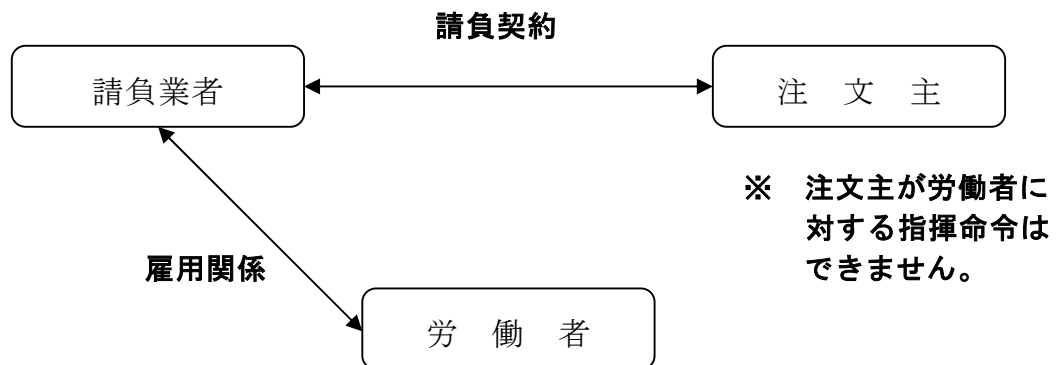 請負契約
請負業者
注　文　主
※　注文主が労働者に
対する指揮命令は
できません。
雇用関係
労　働　者